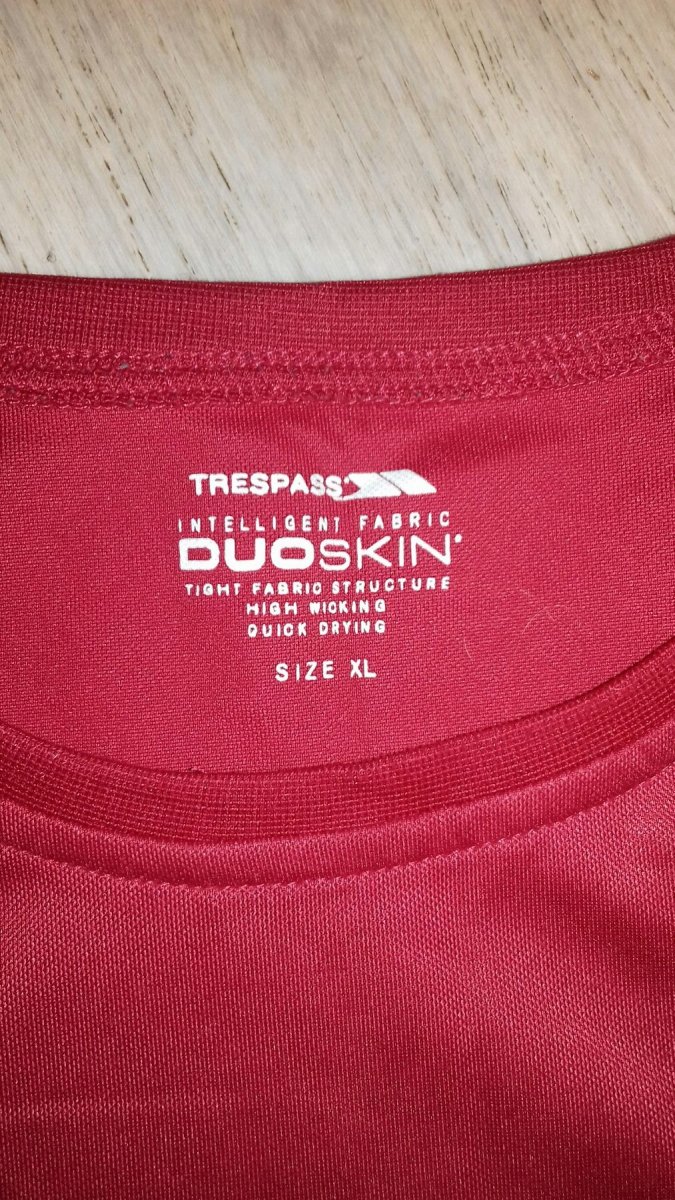 TRESPASS
INTELLIGENT FABRIC
DUOSKIN®
TIGHT FABRIC STRUCTURE
HIGH WICKING
QUICK DRYING
SIZE XL